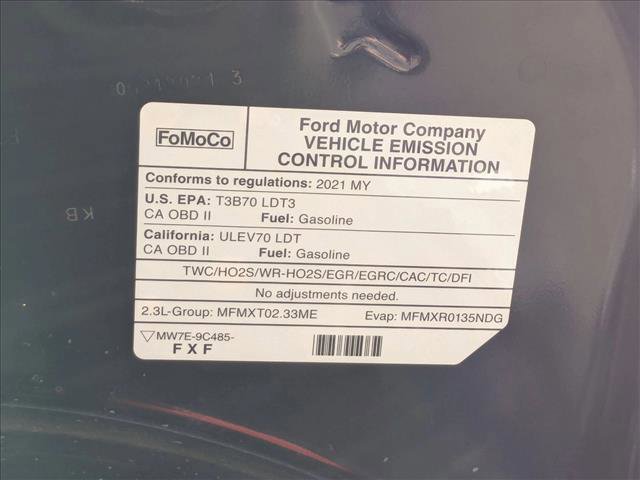 3
FoMoCo
Ford Motor Company
VEHICLE EMISSION
CONTROL INFORMATION
Conforms to regulations: 2021 MY
U.S. EPA: T3B70 LDT3
CA OBD II Fuel: Gasoline
California: ULEV70 LDT
CA OBD II Fuel: Gasoline
TWC/HO2S/WR-HO2S/EGR/EGRC/CAC/TC/DFI
No adjustments needed.
2.3L-Group: MFMXT02.33ME Evap: MFMXR0135NDG
MW7E-9C485-
FXF
KB